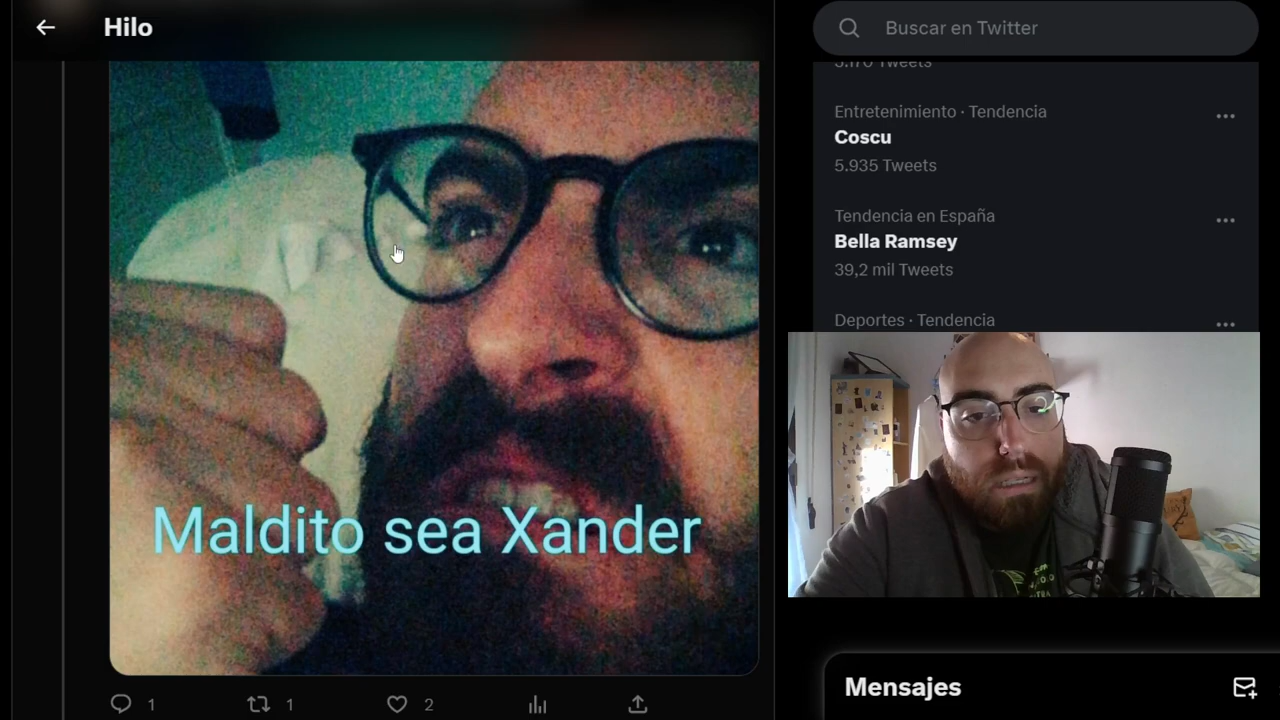 Hilo
Maldito sea Xander
1
1
2
Buscar en Twitter
Tweets
Entretenimiento · Tendencia
Coscu
5.935 Tweets
Tendencia en España
Bella Ramsey
39,2 mil Tweets
Deportes · Tendencia
Mensajes